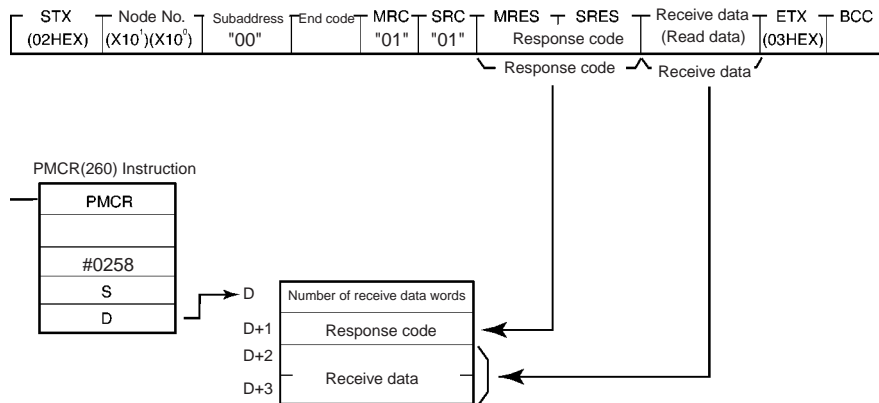 STX Node No. Subaddress End code MRC SRC MRES SRES Receive data ETX BCC
(02HEX) (X10¹)(X10⁰) "00" "01" "01" Response code (Read data) (03HEX)
Response code Receive data
PMCR(260) Instruction
PMCR
#0258
S
D
D Number of receive data words
D+1 Response code
D+2
Receive data
D+3